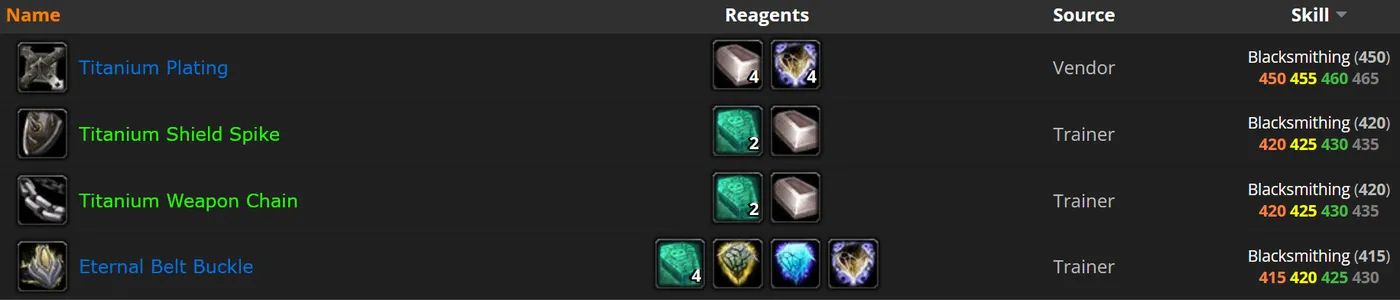 Name Reagents Source Skill
Titanium Plating 4 4 Vendor Blacksmithing (450)
450 455 460 465
Titanium Shield Spike 2 Trainer Blacksmithing (420)
420 425 430 435
Titanium Weapon Chain 2 Trainer Blacksmithing (420)
420 425 430 435
Eternal Belt Buckle 4 Trainer Blacksmithing (415)
415 420 425 430